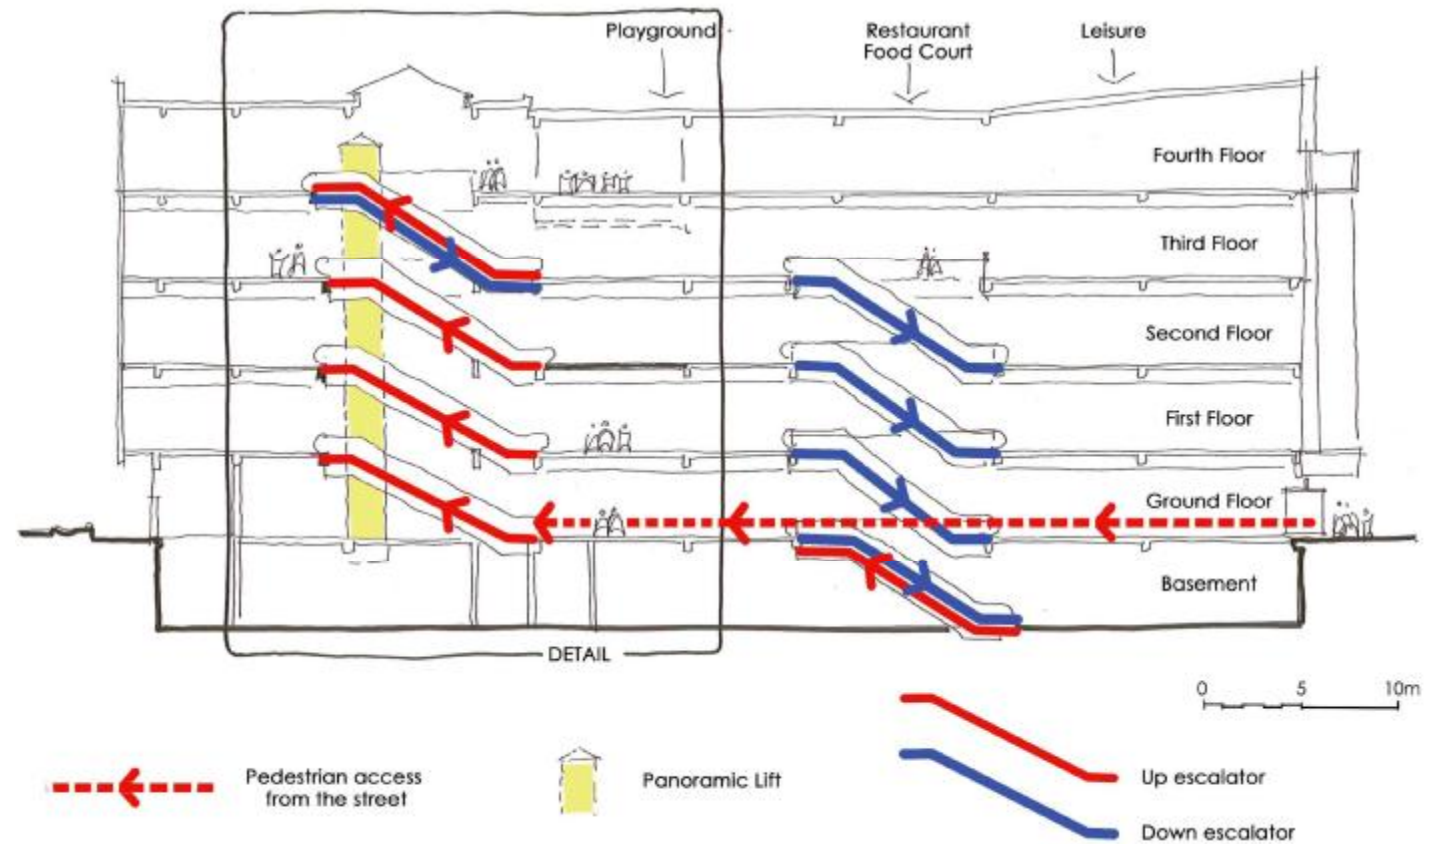 Playground
Restaurant
Food Court
Leisure
Fourth Floor
Third Floor
Second Floor
First Floor
Ground Floor
Basement
DETAIL
0 5 10m
Pedestrian access
from the street
Panoramic Lift
Up escalator
Down escalator